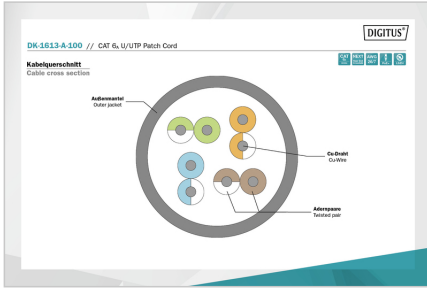 DIGITUS®
DK-1613-A-100 // CAT 6A U/UTP Patch Cord
Kabelquerschnitt
Cable cross section
Außenmantel
Outer jacket
Cu-Draht
Cu-Wire
Adernpaare
Twisted pair